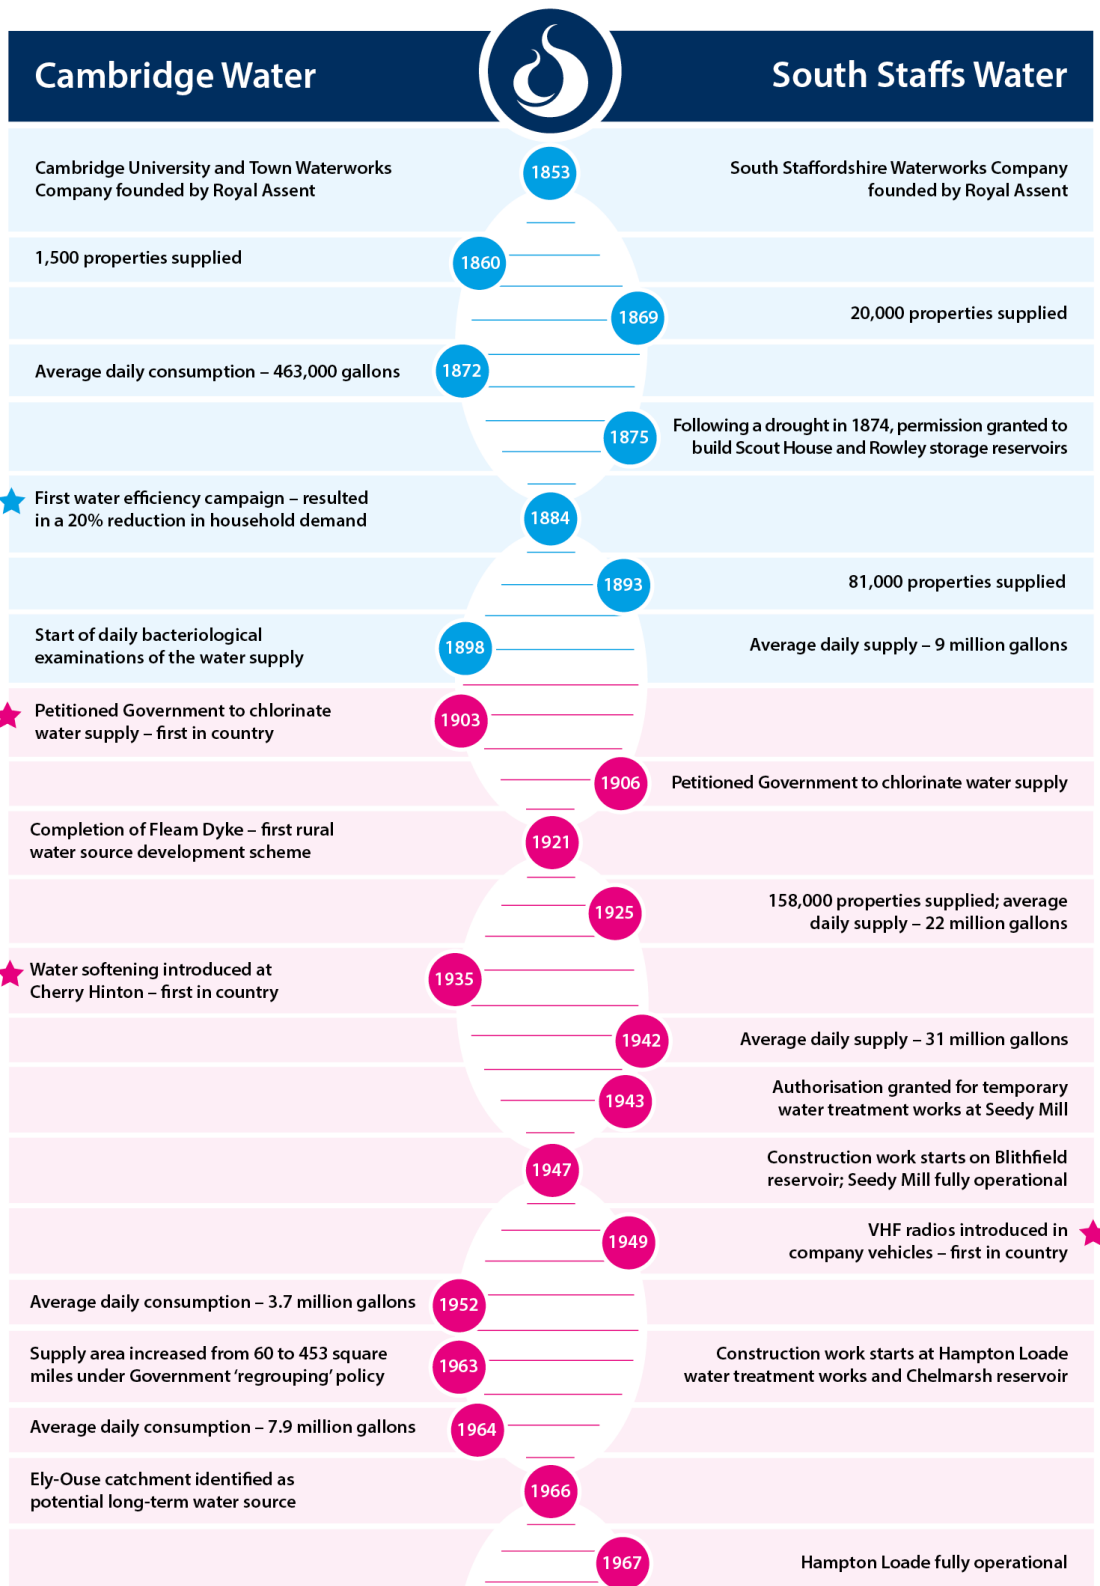 Cambridge Water
South Staffs Water
Cambridge University and Town Waterworks
Company founded by Royal Assent
1853
South Staffordshire Waterworks Company
founded by Royal Assent
1,500 properties supplied
1860
1869
20,000 properties supplied
Average daily consumption – 463,000 gallons
1872
1875
Following a drought in 1874, permission granted to
build Scout House and Rowley storage reservoirs
First water efficiency campaign – resulted
in a 20% reduction in household demand
1884
1893
81,000 properties supplied
Start of daily bacteriological
examinations of the water supply
1898
Average daily supply – 9 million gallons
Petitioned Government to chlorinate
water supply – first in country
1903
1906
Petitioned Government to chlorinate water supply
Completion of Fleam Dyke – first rural
water source development scheme
1921
1925
158,000 properties supplied; average
daily supply – 22 million gallons
Water softening introduced at
Cherry Hinton – first in country
1935
1942
Average daily supply – 31 million gallons
1943
Authorisation granted for temporary
water treatment works at Seedy Mill
1947
Construction work starts on Blithfield
reservoir; Seedy Mill fully operational
1949
VHF radios introduced in
company vehicles – first in country
Average daily consumption – 3.7 million gallons
1952
Supply area increased from 60 to 453 square
miles under Government ‘regrouping’ policy
1963
Construction work starts at Hampton Loade
water treatment works and Chelmarsh reservoir
Average daily consumption – 7.9 million gallons
1964
Ely-Ouse catchment identified as
potential long-term water source
1966
1967
Hampton Loade fully operational